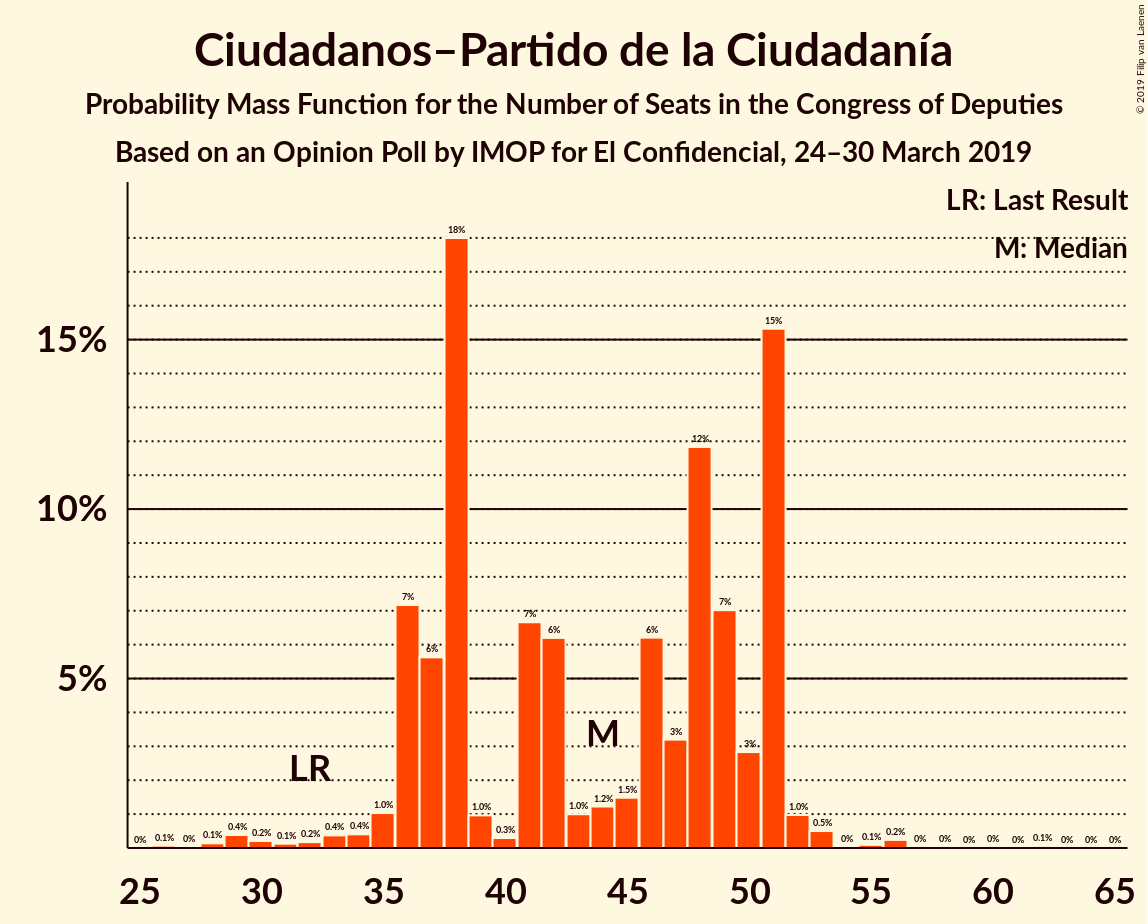 Ciudadanos–Partido de la Ciudadanía
Probability Mass Function for the Number of Seats in the Congress of Deputies
Based on an Opinion Poll by IMOP for El Confidencial, 24–30 March 2019
© 2019 Filip van Laenen
LR: Last Result
M: Median
15%
10%
5%
LR
M
0% 0.1% 0% 0.1% 0.4% 0.2% 0.1% 0.2% 0.4% 0.4% 1.0% 7% 6% 18% 1.0% 0.3% 7% 6% 1.0% 1.2% 1.5% 6% 3% 12% 7% 3% 15% 1.0% 0.5% 0% 0.1% 0.2% 0% 0% 0% 0% 0% 0.1% 0% 0% 0%
25 30 35 40 45 50 55 60 65